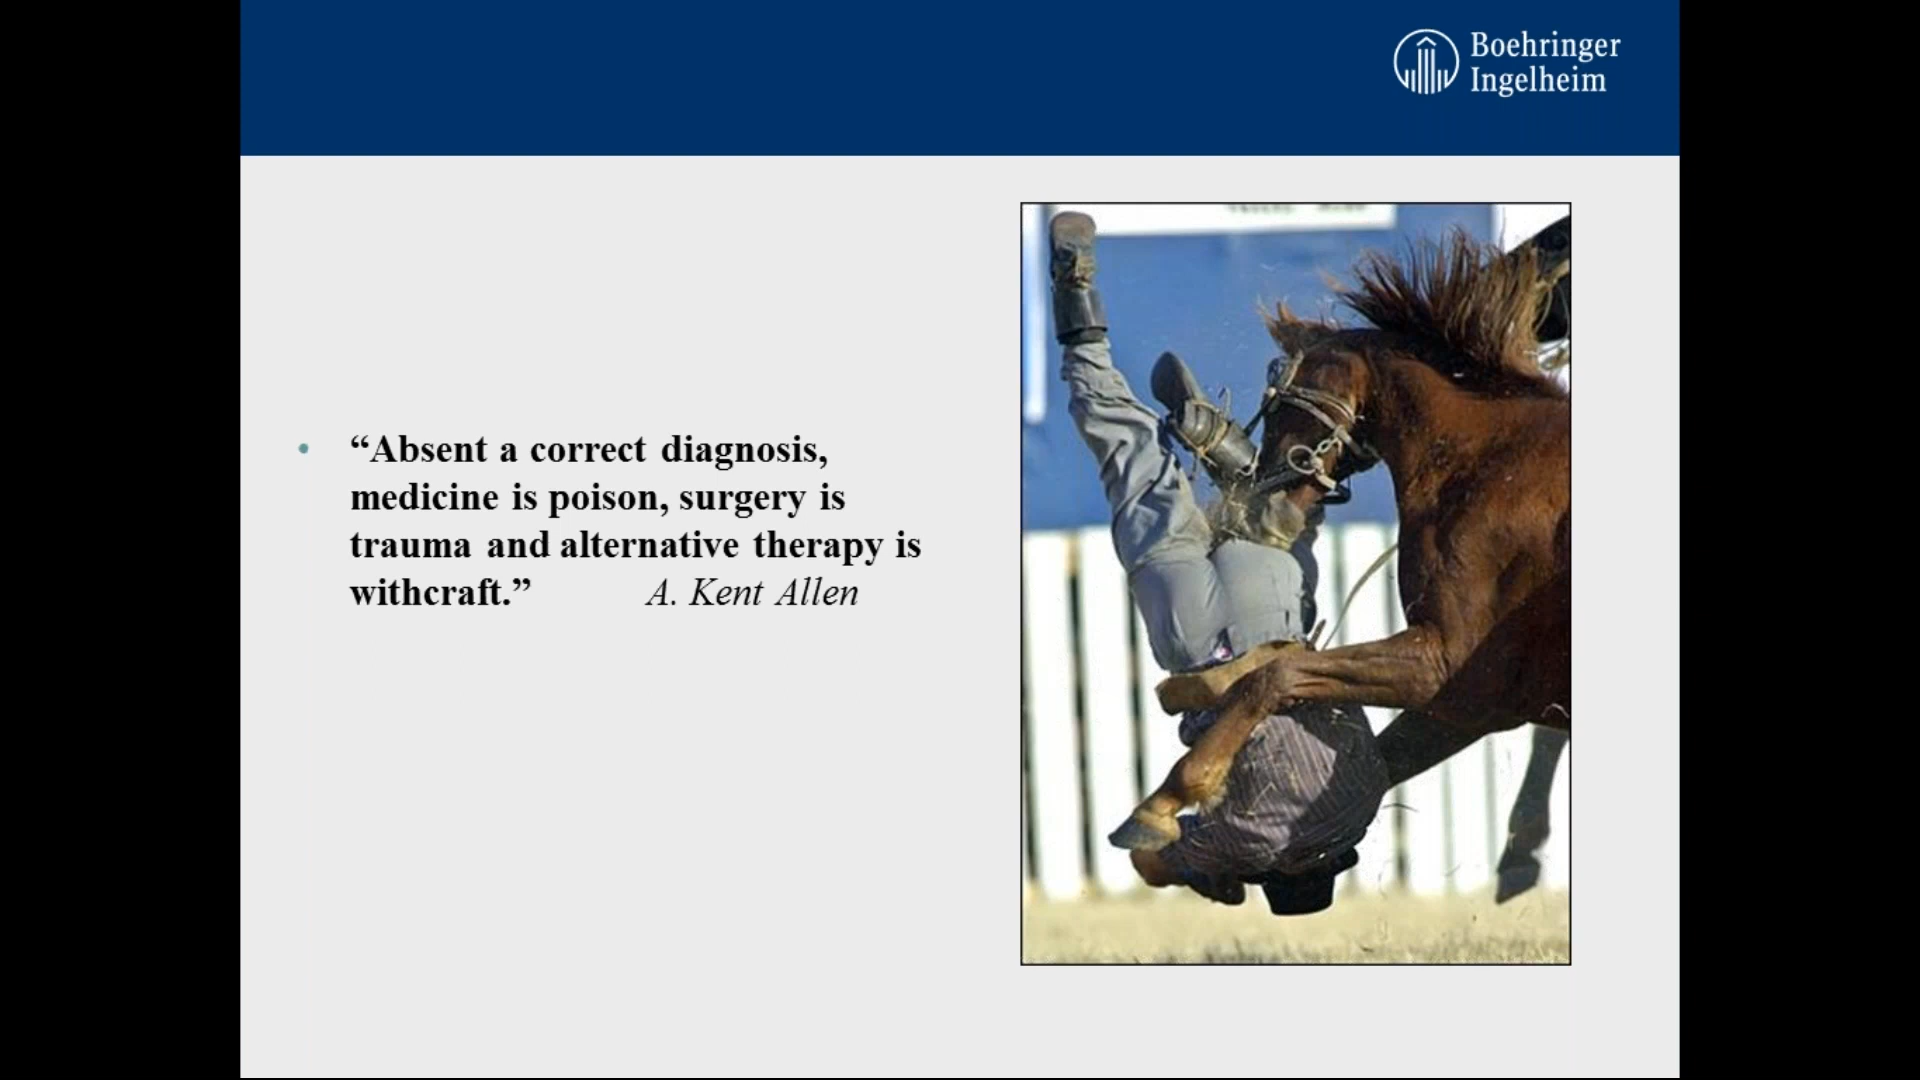 Boehringer
Ingelheim
“Absent a correct diagnosis,
medicine is poison, surgery is
trauma and alternative therapy is
withcraft.” A. Kent Allen